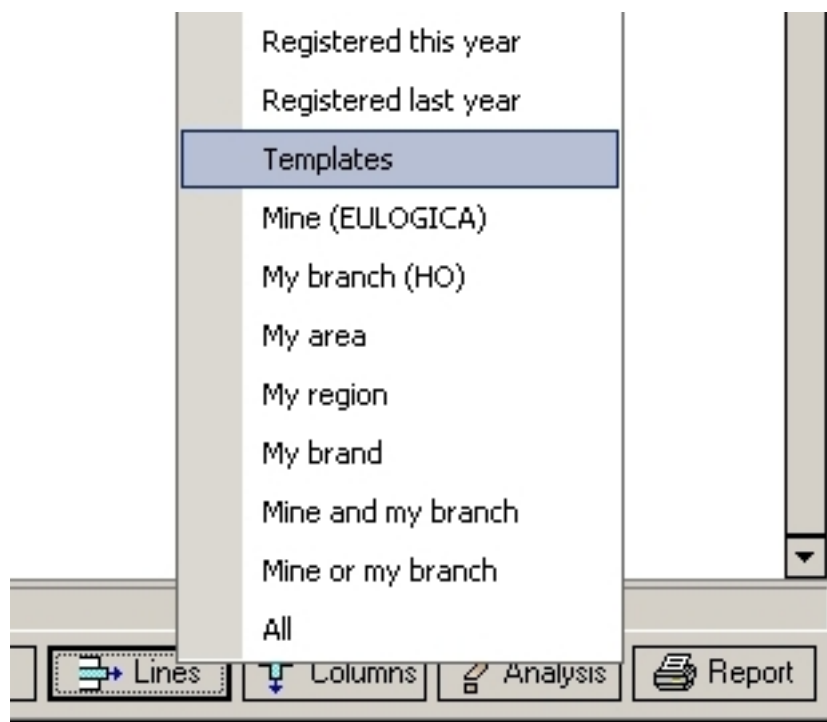 Registered this year
Registered last year
Templates
Mine (EULOGICA)
My branch (HO)
My area
My region
My brand
Mine and my branch
Mine or my branch
All
Lines
Columns
Analysis
Report